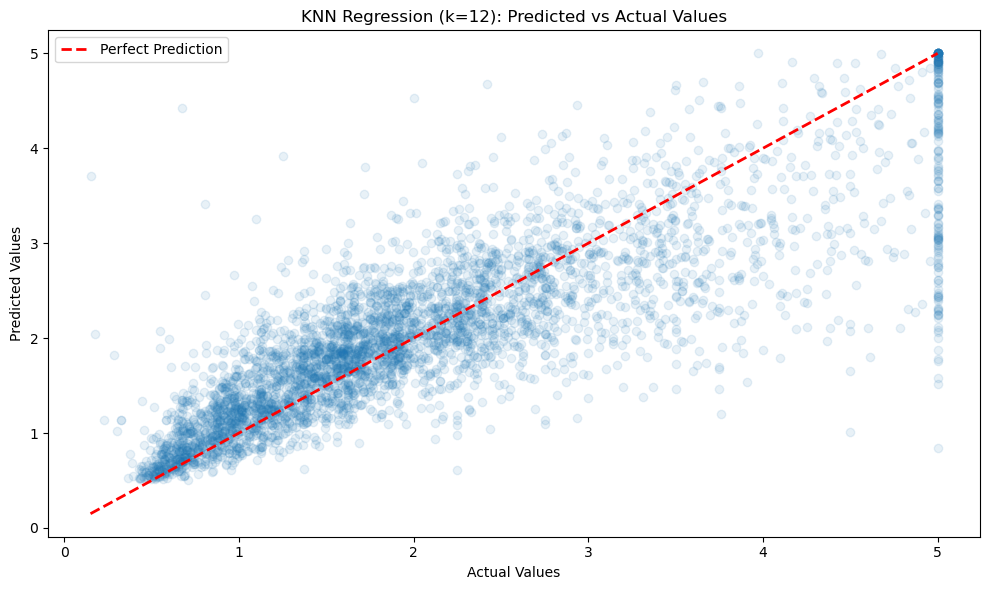 KNN Regression (k=12): Predicted vs Actual Values
Perfect Prediction
Predicted Values
5
4
3
2
1
0
0 1 2 3 4 5
Actual Values